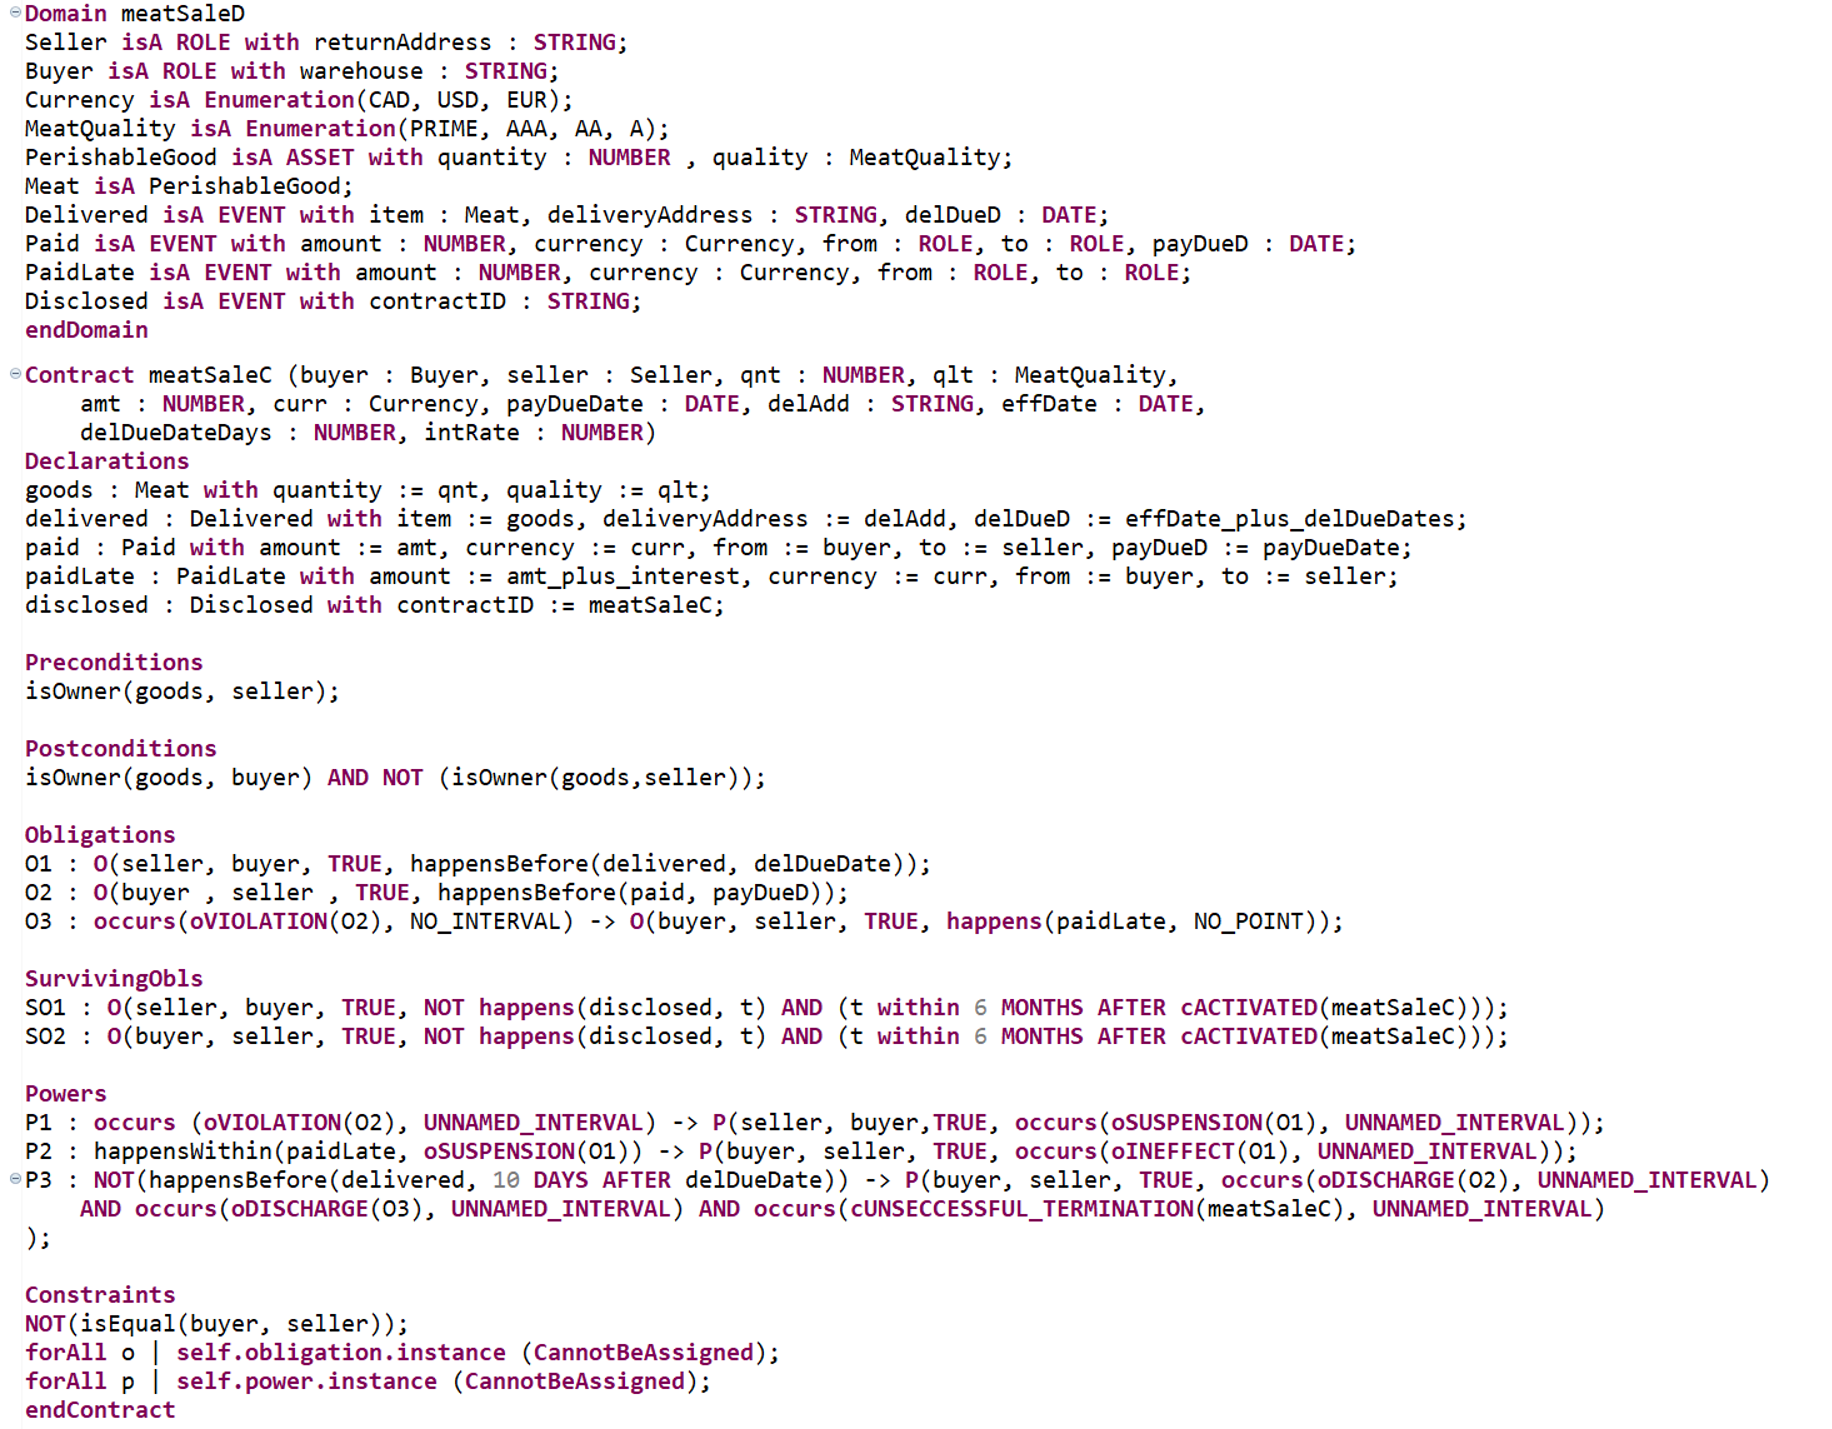 Domain meatSaleD
Seller isA ROLE with returnAddress : STRING;
Buyer isA ROLE with warehouse : STRING;
Currency isA Enumeration(CAD, USD, EUR);
MeatQuality isA Enumeration(PRIME, AAA, AA, A);
PerishableGood isA ASSET with quantity : NUMBER , quality : MeatQuality;
Meat isA PerishableGood;
Delivered isA EVENT with item : Meat, deliveryAddress : STRING, delDueD : DATE;
Paid isA EVENT with amount : NUMBER, currency : Currency, from : ROLE, to : ROLE, payDueD : DATE;
PaidLate isA EVENT with amount : NUMBER, currency : Currency, from : ROLE, to : ROLE;
Disclosed isA EVENT with contractID : STRING;
endDomain
Contract meatSaleC (buyer : Buyer, seller : Seller, qnt : NUMBER, qlt : MeatQuality,
amt : NUMBER, curr : Currency, payDueDate : DATE, delAdd : STRING, effDate : DATE,
delDueDateDays : NUMBER, intRate : NUMBER)
Declarations
goods : Meat with quantity := qnt, quality := qlt;
delivered : Delivered with item := goods, deliveryAddress := delAdd, delDueD := effDate_plus_delDueDates;
paid : Paid with amount := amt, currency := curr, from := buyer, to := seller, payDueD := payDueDate;
paidLate : PaidLate with amount := amt_plus_interest, currency := curr, from := buyer, to := seller;
disclosed : Disclosed with contractID := meatSaleC;
Preconditions
isOwner(goods, seller);
Postconditions
isOwner(goods, buyer) AND NOT (isOwner(goods,seller));
Obligations
O1 : O(seller, buyer, TRUE, happensBefore(delivered, delDueDate));
O2 : O(buyer , seller , TRUE, happensBefore(paid, payDueD));
O3 : occurs(oVIOLATION(O2), NO_INTERVAL) -> O(buyer, seller, TRUE, happens(paidLate, NO_POINT));
SurvivingObls
SO1 : O(seller, buyer, TRUE, NOT happens(disclosed, t) AND (t within 6 MONTHS AFTER cACTIVATED(meatSaleC)));
SO2 : O(buyer, seller, TRUE, NOT happens(disclosed, t) AND (t within 6 MONTHS AFTER cACTIVATED(meatSaleC)));
Powers
P1 : occurs (oVIOLATION(O2), UNNAMED_INTERVAL) -> P(seller, buyer,TRUE, occurs(oSUSPENSION(O1), UNNAMED_INTERVAL));
P2 : happensWithin(paidLate, oSUSPENSION(O1)) -> P(buyer, seller, TRUE, occurs(oINEFFECT(O1), UNNAMED_INTERVAL));
P3 : NOT(happensBefore(delivered, 10 DAYS AFTER delDueDate)) -> P(buyer, seller, TRUE, occurs(oDISCHARGE(O2), UNNAMED_INTERVAL)
AND occurs(oDISCHARGE(O3), UNNAMED_INTERVAL) AND occurs(cUNSECCESSFUL_TERMINATION(meatSaleC), UNNAMED_INTERVAL)
);
Constraints
NOT(isEqual(buyer, seller));
forAll o | self.obligation.instance (CannotBeAssigned);
forAll p | self.power.instance (CannotBeAssigned);
endContract